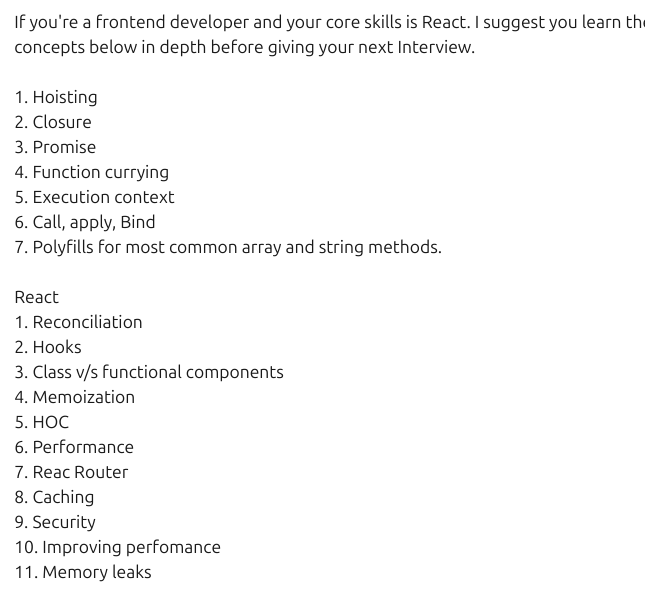 If you're a frontend developer and your core skills is React. I suggest you learn
concepts below in depth before giving your next Interview.
1. Hoisting
2. Closure
3. Promise
4. Function currying
5. Execution context
6. Call, apply, Bind
7. Polyfills for most common array and string methods.
React
1. Reconciliation
2. Hooks
3. Class v/s functional components
4. Memoization
5. HOC
6. Performance
7. Reac Router
8. Caching
9. Security
10. Improving perfomance
11. Memory leaks